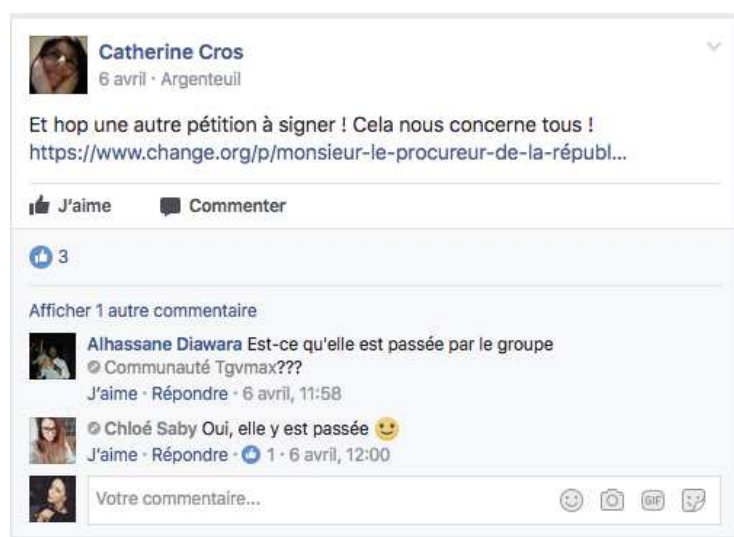 Catherine Cros
6 avril · Argenteuil
Et hop une autre pétition à signer ! Cela nous concerne tous !
https://www.change.org/p/monsieur-le-procureur-de-la-républ...
J'aime Commenter
3
Afficher 1 autre commentaire
Alhassane Diawara Est-ce qu'elle est passée par le groupe
Communauté Tgvmax???
J'aime · Répondre · 6 avril, 11:58
Chloé Saby Oui, elle y est passée
J'aime · Répondre · 1 · 6 avril, 12:00
Votre commentaire...
GIF